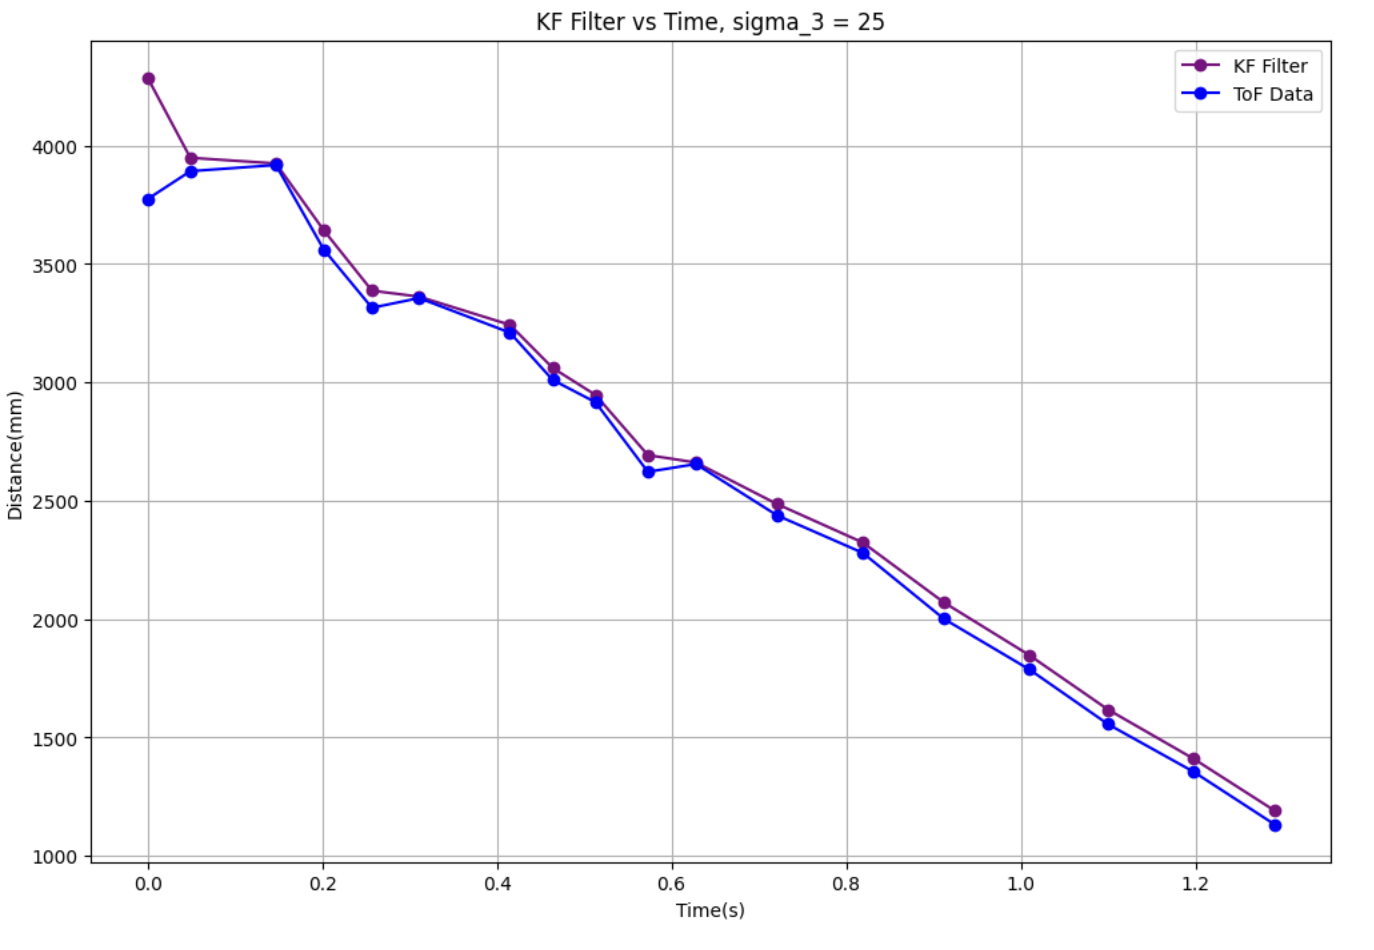 KF Filter vs Time, sigma_3 = 25
KF Filter
ToF Data
Distance(mm)
4000
3500
3000
2500
2000
1500
1000
0.0 0.2 0.4 0.6 0.8 1.0 1.2
Time(s)